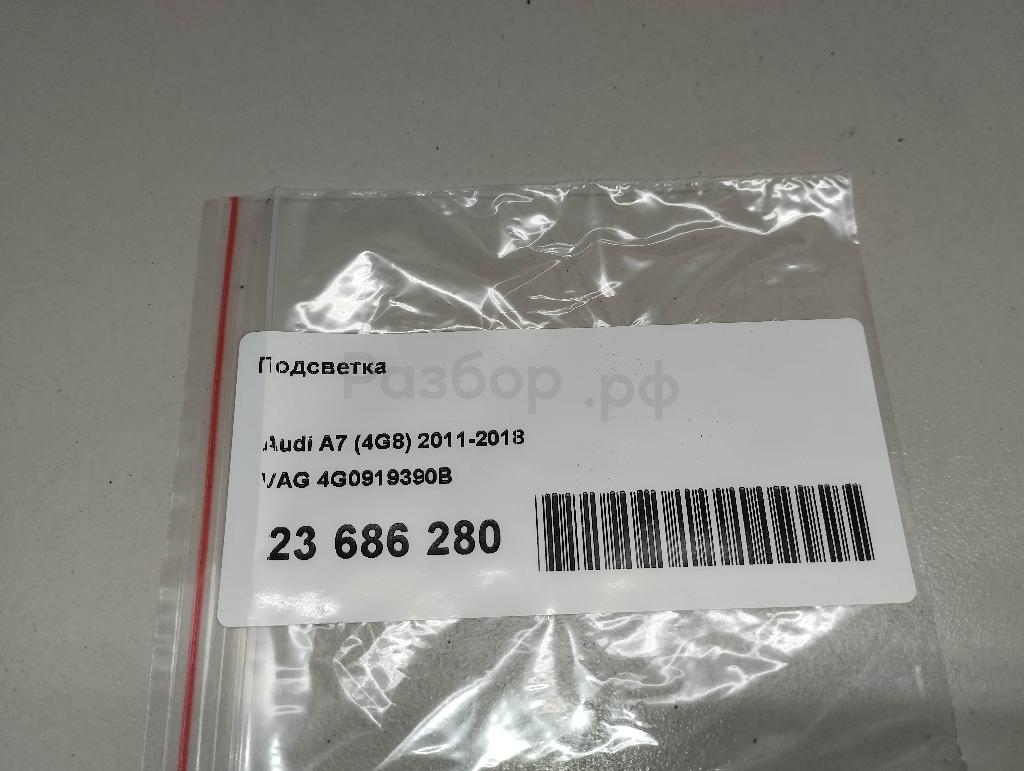 Подсветка
Разбор.рф
Audi A7 (4G8) 2011-2018
VAG 4G0919390B
23 686 280